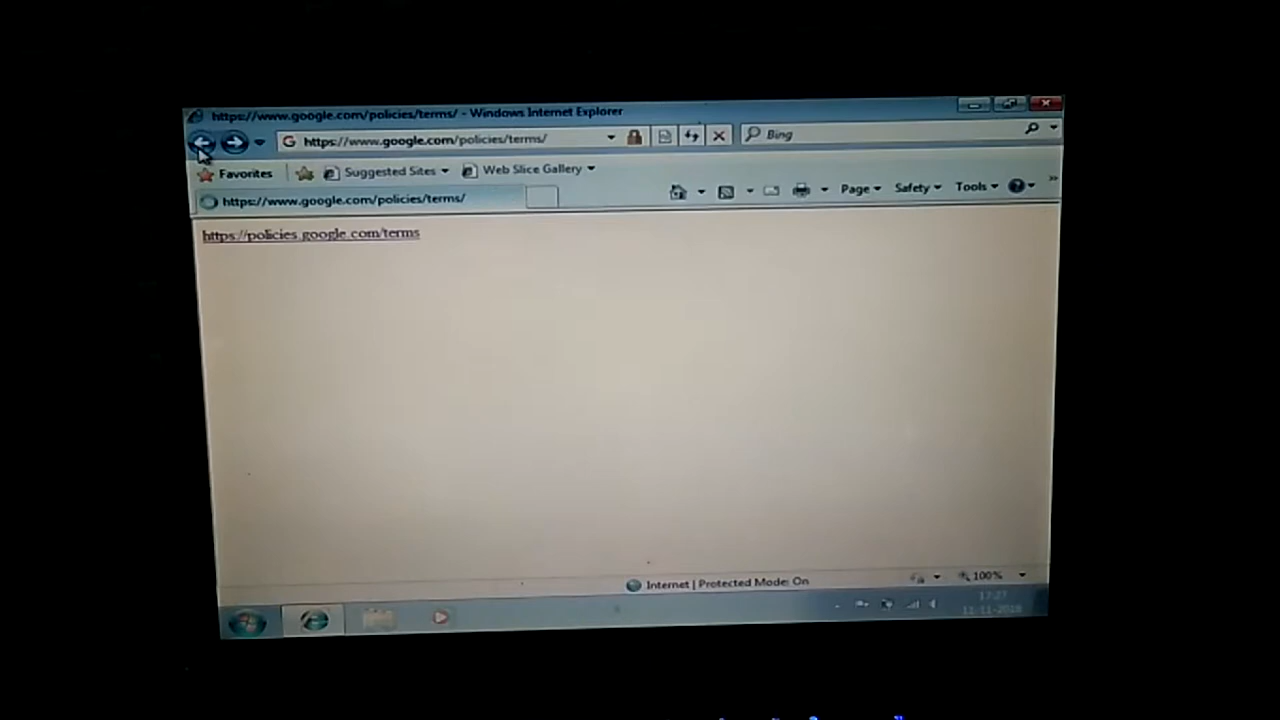 https://www.google.com/policies/terms/ - Windows Internet Explorer
https://www.google.com/policies/terms/
Bing
Favorites
Suggested Sites
Web Slice Gallery
https://www.google.com/policies/terms/
Page
Safety
Tools
https://policies.google.com/terms
Internet | Protected Mode: On
100%
17:27